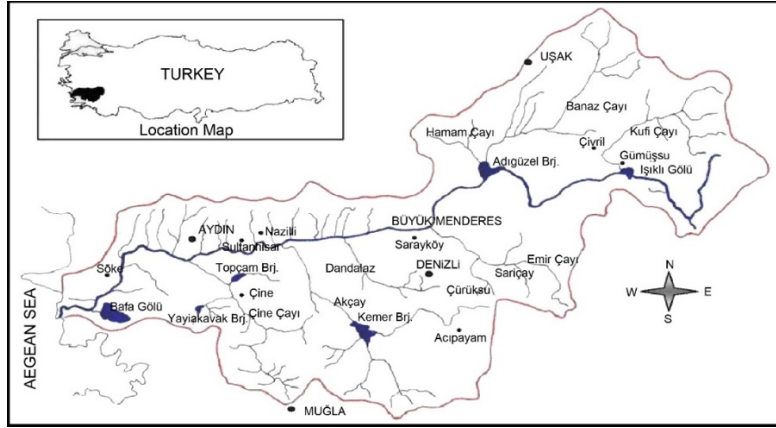 TURKEY
Location Map
UŞAK
Banaz Çayı
Hamam Çayı
Kufi Çayı
Çivril
Adıgüzel Brj.
Gümüşsu
Işıklı Gölü
BÜYÜK MENDERES
AYDIN
Nazilli
Sultanhisar
Sarayköy
Söke
Topçam Brj.
Dandalaz
DENİZLİ
Emir Çayı
Sarıçay
Çürüksu
Çine
Akçay
Bafa Gölü
Yaylakavak Brj.
Çine Çayı
Kemer Brj.
Acıpayam
MUĞLA
AEGEAN SEA
N
W
E
S